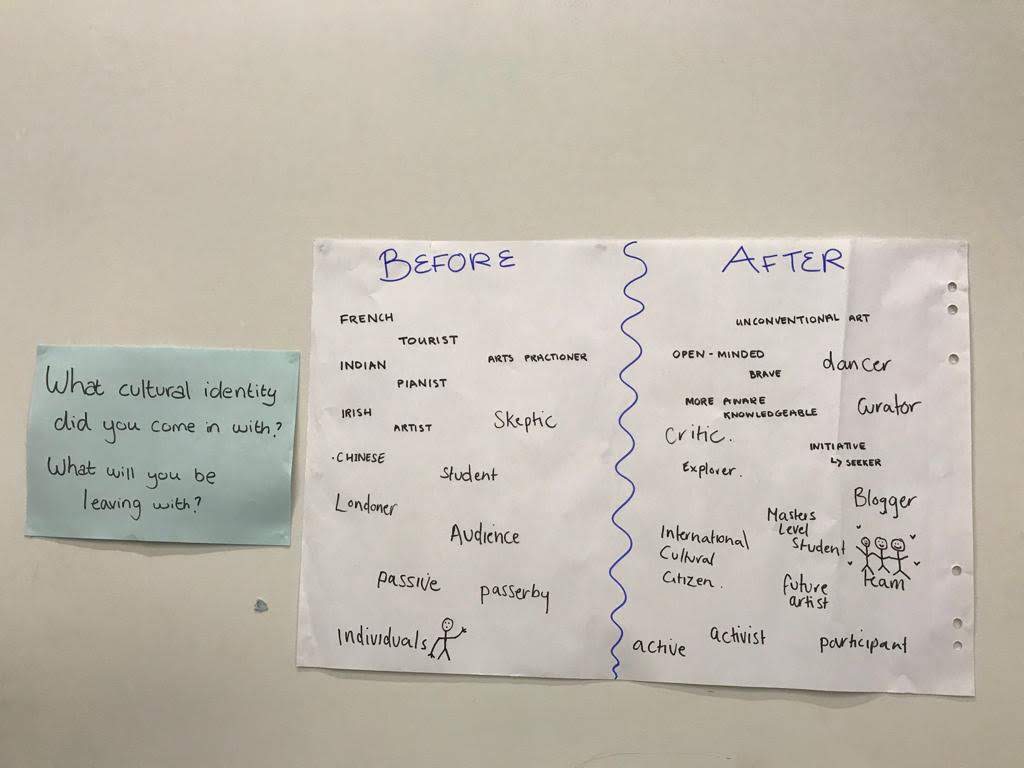 What cultural identity
did you come in with?
What will you be
leaving with?
BEFORE
FRENCH
TOURIST
INDIAN
ARTS PRACTIONER
PIANIST
IRISH
ARTIST
Skeptic
·CHINESE
Student
Londoner
Audience
passive
passerby
Individuals
AFTER
UNCONVENTIONAL ART
OPEN-MINDED
BRAVE
dancer
MORE AWARE
KNOWLEDGEABLE
Curator
Critic.
INITIATIVE
↳ SEEKER
Explorer.
Blogger
International
Cultural
Citizen.
Masters
Level
Student
team
future
artist
active
activist
participant